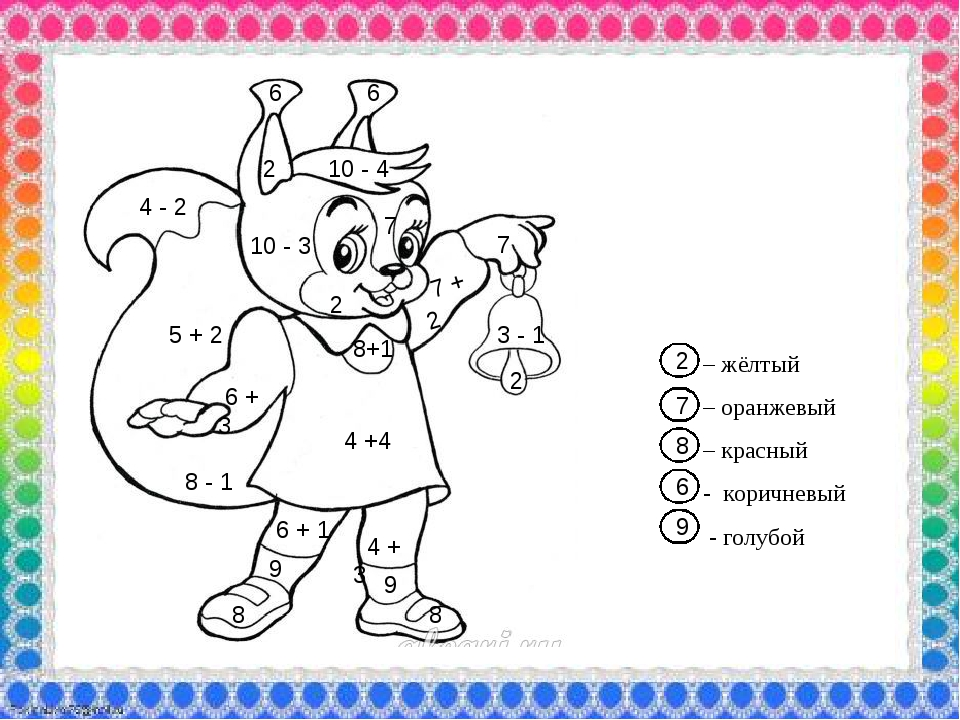 6 6
2 10 - 4
4 - 2
7
10 - 3 7
7 +
2
2
5 + 2 8+1 3 - 1
2
6 +
3
4 +4
8 - 1
6 + 1
4 +
3
9 9
8 8
2 – жёлтый
7 – оранжевый
8 – красный
6 - коричневый
9 - голубой